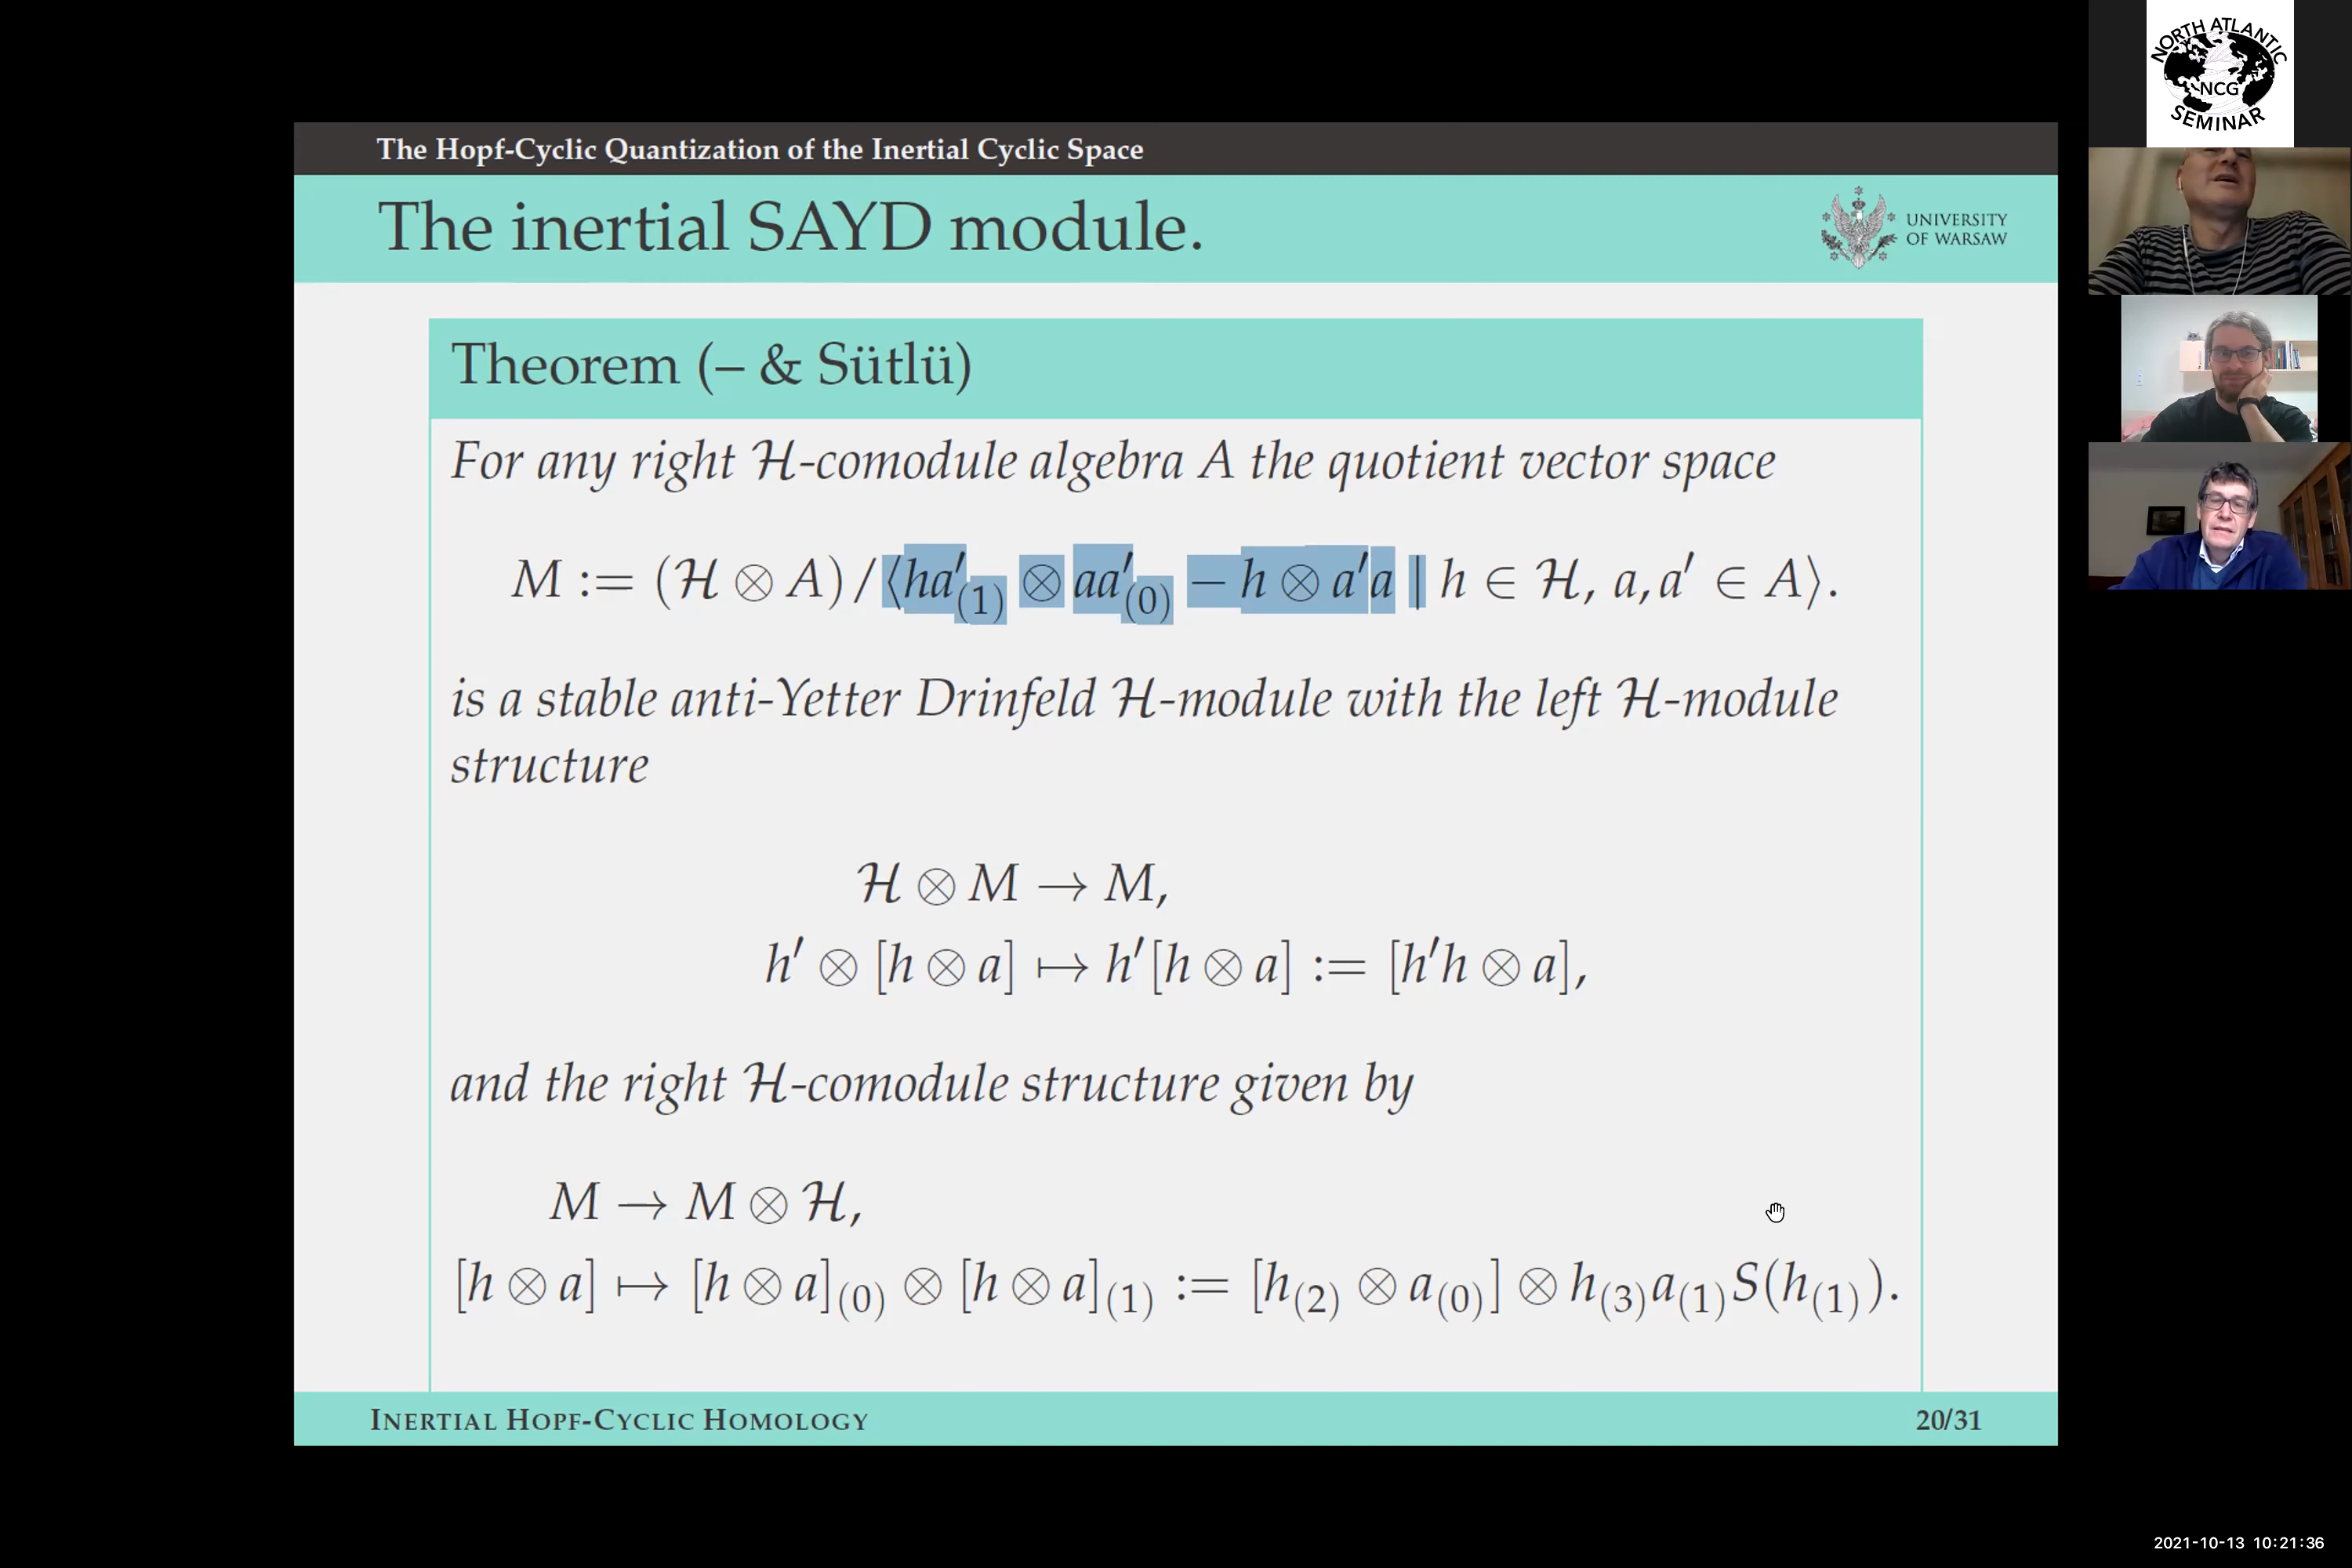 The Hopf-Cyclic Quantization of the Inertial Cyclic Space
The inertial SAYD module.
UNIVERSITY
OF WARSAW
Theorem (– & Sütlü)
For any right ℋ-comodule algebra A the quotient vector space
M := (ℋ ⊗ A)/⟨ha′₍₁₎ ⊗ aa′₍₀₎ − h ⊗ a′a | h ∈ ℋ, a, a′ ∈ A⟩.
is a stable anti-Yetter Drinfeld ℋ-module with the left ℋ-module
structure
ℋ ⊗ M → M,
h′ ⊗ [h ⊗ a] ↦ h′[h ⊗ a] := [h′h ⊗ a],
and the right ℋ-comodule structure given by
M → M ⊗ ℋ,
[h ⊗ a] ↦ [h ⊗ a]₍₀₎ ⊗ [h ⊗ a]₍₁₎ := [h₍₂₎ ⊗ a₍₀₎] ⊗ h₍₃₎a₍₁₎S(h₍₁₎).
INERTIAL HOPF-CYCLIC HOMOLOGY
20/31
NORTH ATLANTIC
NCG
SEMINAR
2021-10-13 10:21:36